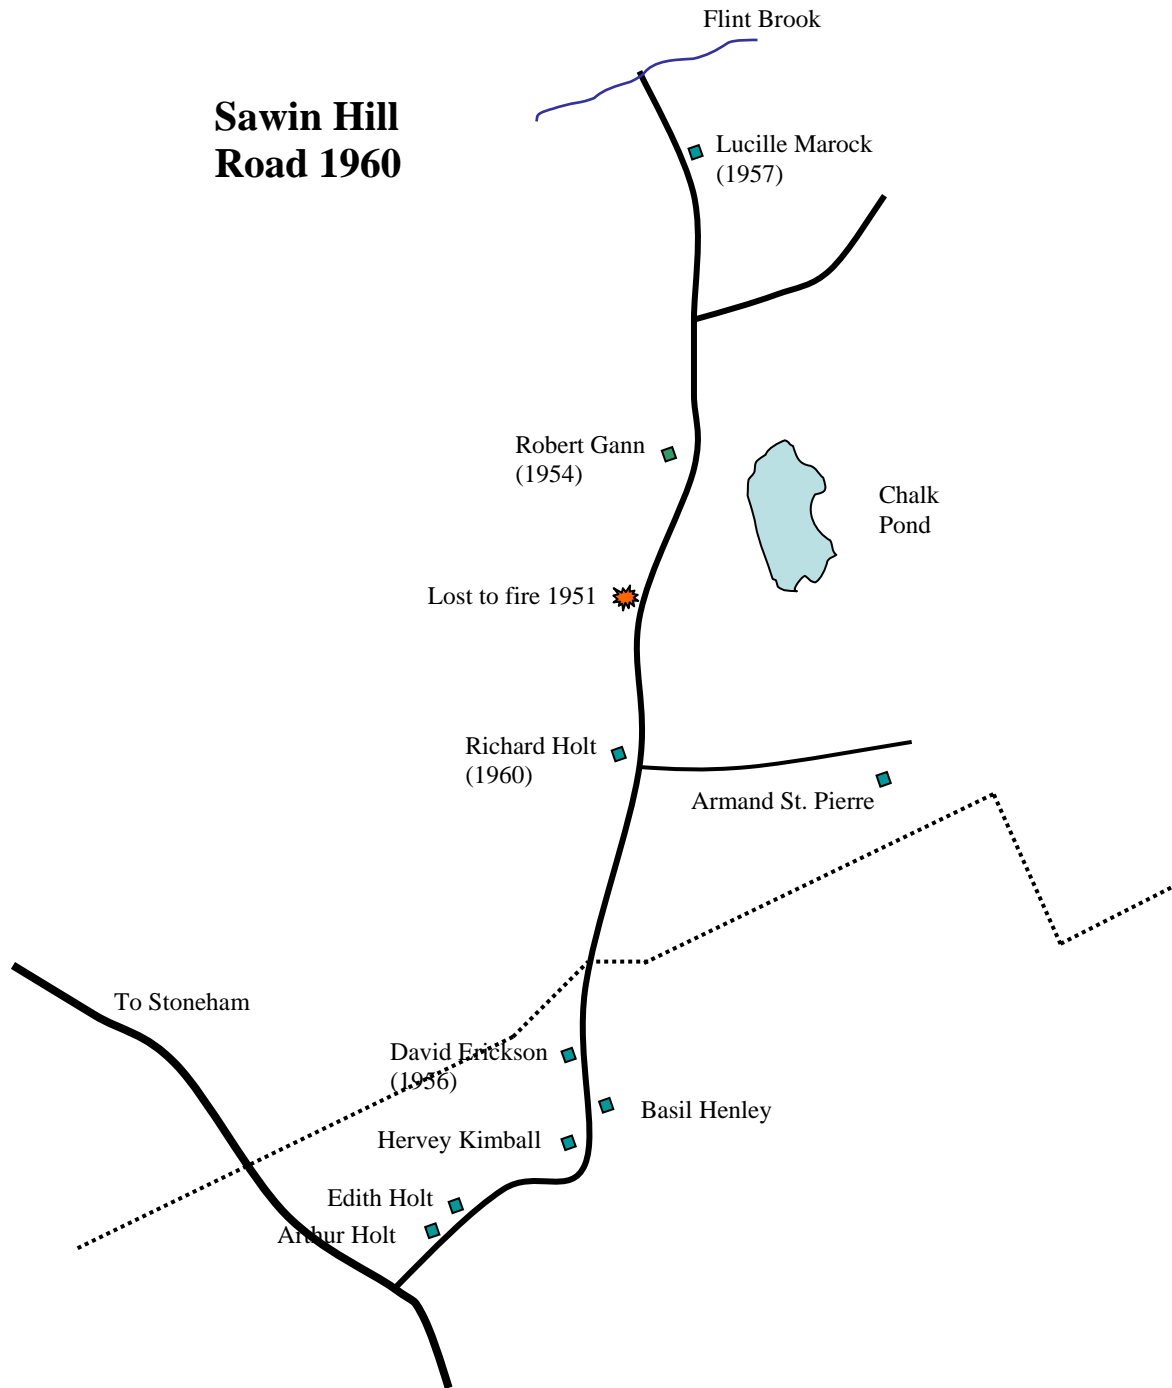 Flint Brook
Sawin Hill
Road 1960
Lucille Marock
(1957)
Robert Gann
(1954)
Chalk
Pond
Lost to fire 1951
Richard Holt
(1960)
Armand St. Pierre
To Stoneham
David Erickson
(1956)
Basil Henley
Hervey Kimball
Edith Holt
Arthur Holt